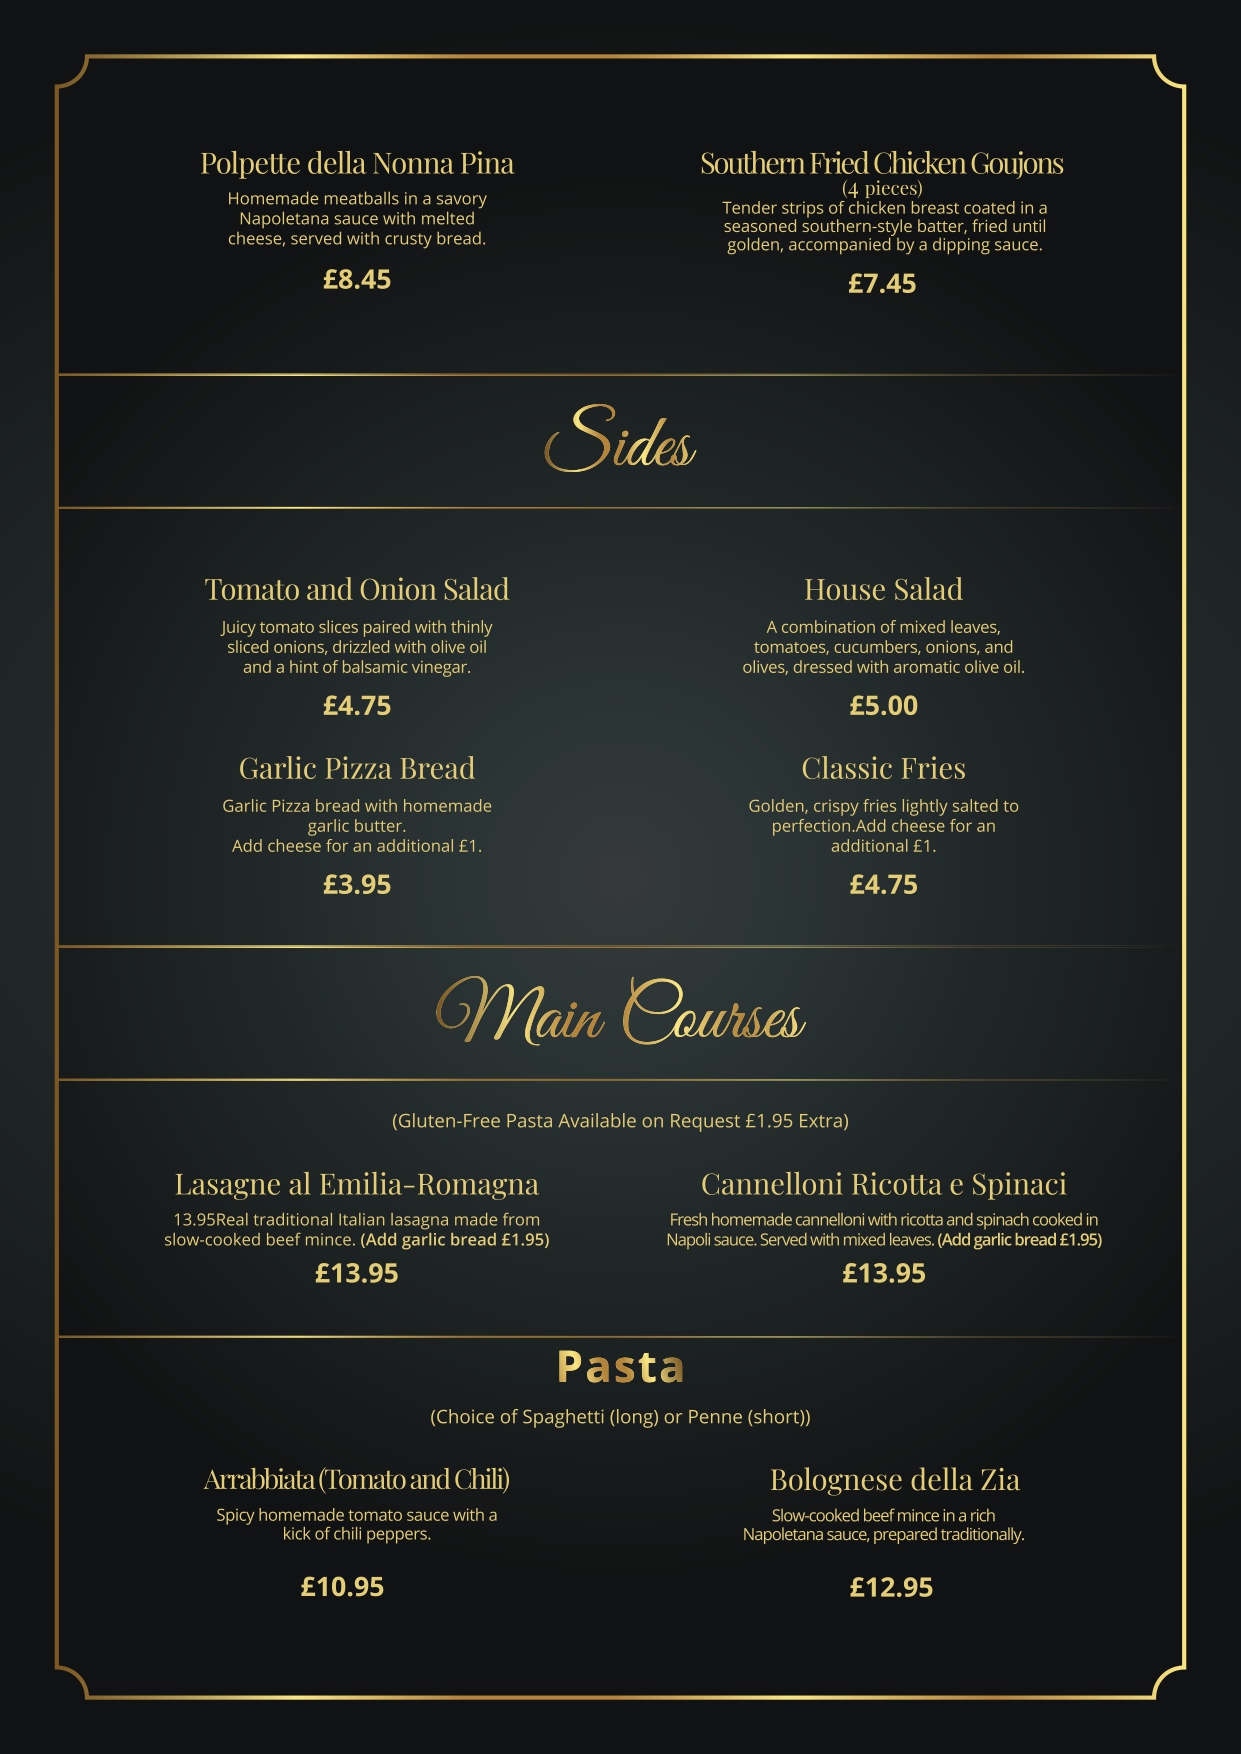 Polpette della Nonna Pina
Homemade meatballs in a savory
Napoletana sauce with melted
cheese, served with crusty bread.
£8.45
Southern Fried Chicken Goujons
(4 pieces)
Tender strips of chicken breast coated in a
seasoned southern-style batter, fried until
golden, accompanied by a dipping sauce.
£7.45
Sides
Tomato and Onion Salad
Juicy tomato slices paired with thinly
sliced onions, drizzled with olive oil
and a hint of balsamic vinegar.
£4.75
House Salad
A combination of mixed leaves,
tomatoes, cucumbers, onions, and
olives, dressed with aromatic olive oil.
£5.00
Garlic Pizza Bread
Garlic Pizza bread with homemade
garlic butter.
Add cheese for an additional £1.
£3.95
Classic Fries
Golden, crispy fries lightly salted to
perfection.Add cheese for an
additional £1.
£4.75
Main Courses
(Gluten-Free Pasta Available on Request £1.95 Extra)
Lasagne al Emilia-Romagna
13.95Real traditional Italian lasagna made from
slow-cooked beef mince. (Add garlic bread £1.95)
£13.95
Cannelloni Ricotta e Spinaci
Fresh homemade cannelloni with ricotta and spinach cooked in
Napoli sauce. Served with mixed leaves. (Add garlic bread £1.95)
£13.95
Pasta
(Choice of Spaghetti (long) or Penne (short))
Arrabbiata (Tomato and Chili)
Spicy homemade tomato sauce with a
kick of chili peppers.
£10.95
Bolognese della Zia
Slow-cooked beef mince in a rich
Napoletana sauce, prepared traditionally.
£12.95